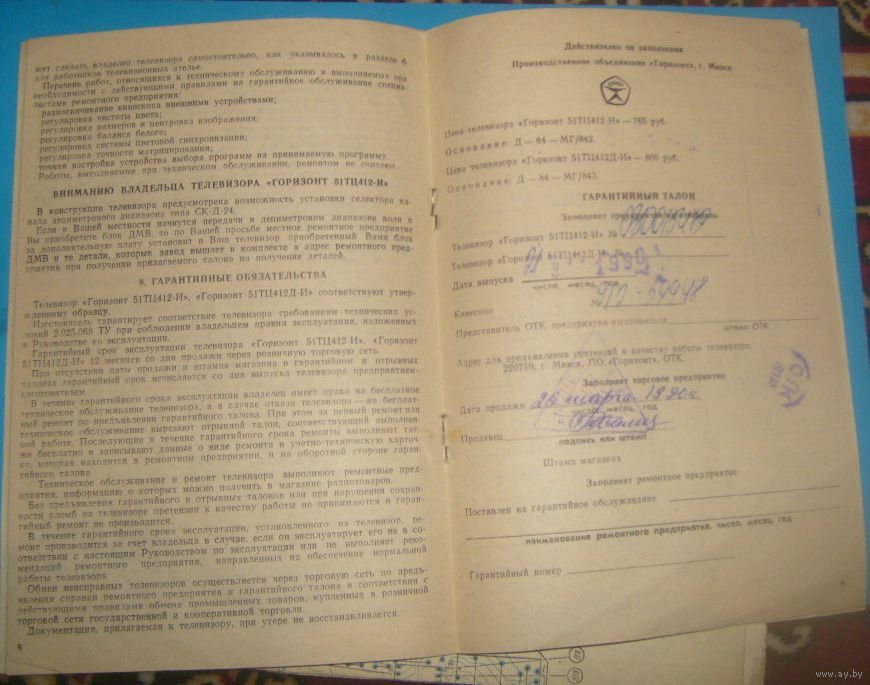 жет сделать владелец телевизора самостоятельно, как указывалось в разделе 6
для работников телевизионных ателье.
Перечень работ, относящихся к техническому обслуживанию и выполняемых при
необходимости с действующими правилами на гарантийное обслуживание специа-
листами ремонтного предприятия:
размагничивание кинескопа внешними устройствами;
регулировка чистоты цвета;
регулировка размеров и центровка изображения;
регулировка баланса белого;
регулировка системы цветовой синхронизации;
регулировка точности матрицирования;
точная настройка устройства выбора программ на принимаемую программу.
Работы, выполняемые при техническом обслуживании, ремонтом не считают.
ВНИМАНИЮ ВЛАДЕЛЬЦА ТЕЛЕВИЗОРА «ГОРИЗОНТ 51ТЦ412-И»
В конструкции телевизора предусмотрена возможность установки селектора ка-
нала дециметрового диапазона типа СК-Д-24.
Если в Вашей местности начнутся передачи в дециметровом диапазоне волн и
Вы приобретете блок ДМВ, то по Вашей просьбе местное ремонтное предприятие
за дополнительную плату установит в Ваш телевизор приобретенный Вами блок
ДМВ и те детали, которые завод вышлет в комплекте в адрес ремонтного пред-
приятия при получении прилагаемого талона на получение деталей.
8. ГАРАНТИЙНЫЕ ОБЯЗАТЕЛЬСТВА
Телевизор «Горизонт 51ТЦ412-И», «Горизонт 51ТЦ412Д-И» соответствуют утвер-
жденному образцу.
Изготовитель гарантирует соответствие телевизора требованиям технических ус-
ловий 2.025.068 ТУ при соблюдении владельцем правил эксплуатации, изложенных
в Руководстве по эксплуатации.
Гарантийный срок эксплуатации телевизора «Горизонт 51ТЦ412-И», «Горизонт
51ТЦ412Д-И» 12 месяцев со дня продажи через розничную торговую сеть.
При отсутствии даты продажи и штампа магазина в гарантийном и отрывных
талонах гарантийный срок исчисляется со дня выпуска телевизора предприятием-
изготовителем.
В течение гарантийного срока эксплуатации владелец имеет право на бесплатное
техническое обслуживание телевизора, а в случае отказа телевизора — на бесплат-
ный ремонт по предъявлении гарантийного талона. При этом за первый ремонт или
техническое обслуживание вырезают отрывной талон, соответствующий выполнен-
ной работе. Последующие в течение гарантийного срока ремонты выполняют так
же бесплатно и записывают данные о виде ремонта в учетно-техническую карточ-
ку, которая находится в ремонтном предприятии, и на оборотной стороне гаран-
тийного талона.
Техническое обслуживание и ремонт телевизора выполняют ремонтные пред-
приятия, информацию о которых можно получить в магазине радиотоваров.
Без предъявления гарантийного и отрывных талонов или при нарушении сохран-
ности пломб на телевизоре претензии к качеству работы не принимаются и гаран-
тийный ремонт не производится.
В течение гарантийного срока эксплуатации, установленного на телевизор, ре-
монт производится за счет владельца в случае, если он эксплуатирует его не в со-
ответствии с настоящим Руководством по эксплуатации или не выполняет реко-
мендаций ремонтного предприятия, направленных на обеспечение нормальной
работы телевизора.
Обмен неисправных телевизоров осуществляется через торговую сеть по предъ-
явлении справки ремонтного предприятия и гарантийного талона в соответствии с
действующими правилами обмена промышленных товаров, купленных в розничной
торговой сети государственной и кооперативной торговли.
Документация, прилагаемая к телевизору, при утере не восстанавливается.
8
Действителен по заполнении
Производственное объединение «Горизонт», г. Минск
Цена телевизора «Горизонт 51ТЦ412-И» — 765 руб.
Основание: Д — 84 — МГ/842.
Цена телевизора «Горизонт 51ТЦ412Д-И» — 800 руб.
Основание: Д — 84 — МГ/843.
ГАРАНТИЙНЫЙ ТАЛОН
Заполняет предприятие-изготовитель
Телевизор «Горизонт 51ТЦ412-И» №
Телевизор «Горизонт 51ТЦ412Д-И» №
Дата выпуска
число, месяц, год
Кинескоп №
Представитель ОТК предприятия-изготовителя
штамп ОТК
Адрес для предъявления претензий к качеству работы телевизора:
220759, г. Минск, ПО «Горизонт», ОТК.
Заполняет торговое предприятие
Дата продажи 26 марта 1990г
число, месяц, год
Продавец
подпись или штамп
Штамп магазина
Заполняет ремонтное предприятие
Поставлен на гарантийное обслуживание
наименование ремонтного предприятия, число, месяц, год
Гарантийный номер
9
www.ay.by